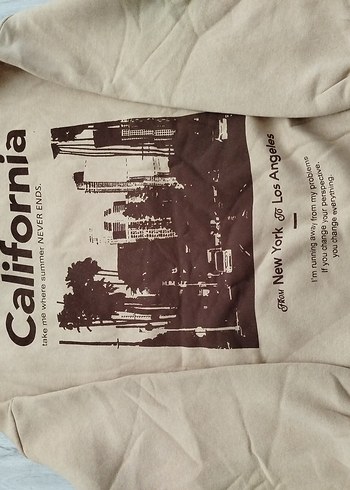 California
take me where summer NEVER ENDS.
FROM New York To Los Angeles
I'm running away from my problems
If you change your perspective.
you change everything.